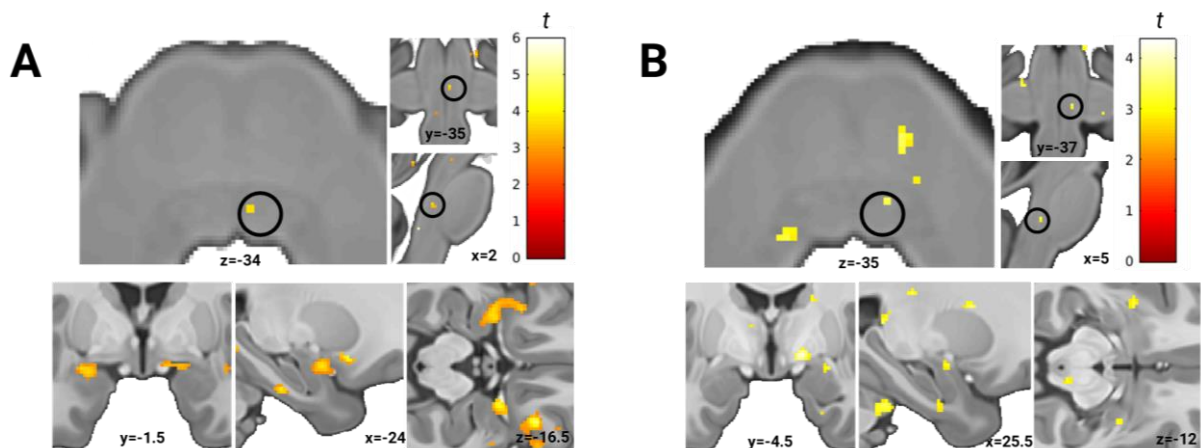 A
z=-34
y=-35
x=2
t
6
5
4
3
2
1
0
y=-1.5
x=-24
z=-16.5
B
z=-35
y=-37
x=5
t
4
3
2
1
0
y=-4.5
x=25.5
z=-12